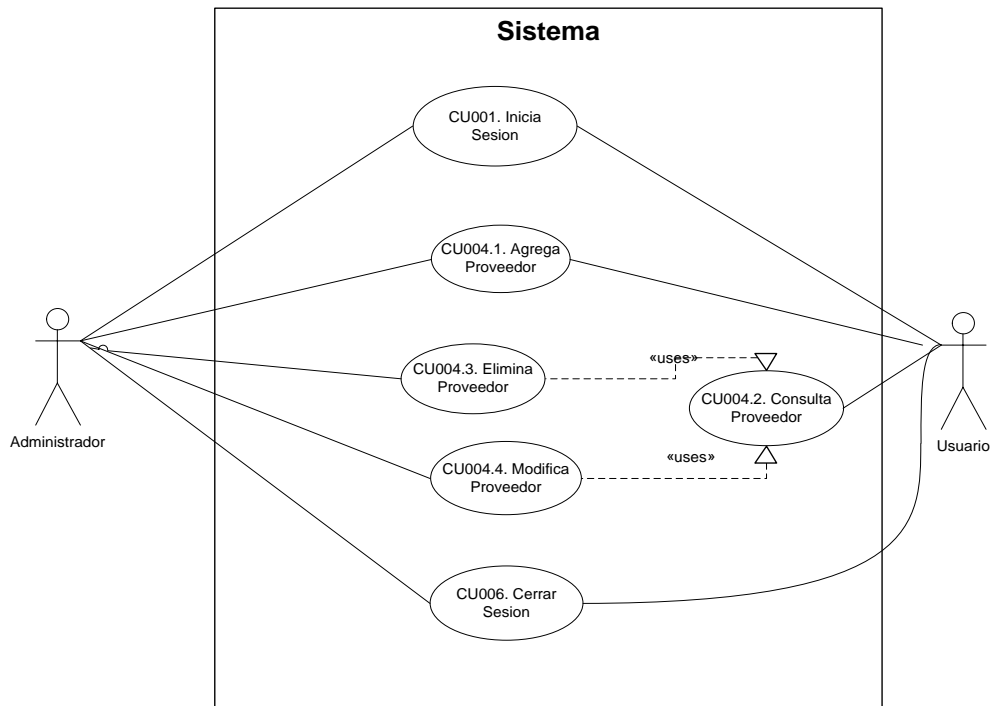 Sistema
CU001. Inicia
Sesion
CU004.1. Agrega
Proveedor
CU004.3. Elimina
Proveedor
«uses»
CU004.2. Consulta
Proveedor
Administrador
Usuario
CU004.4. Modifica
Proveedor
«uses»
CU006. Cerrar
Sesion